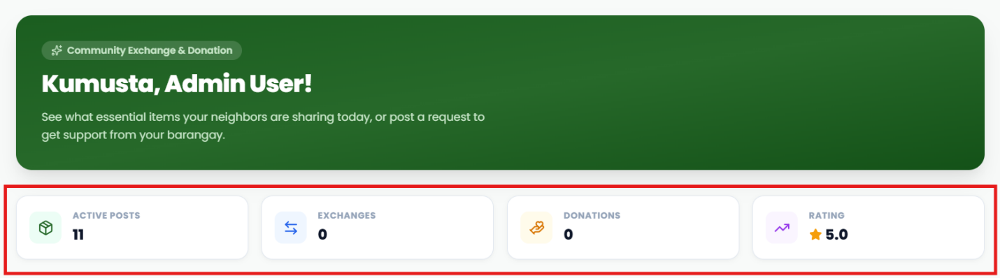 Community Exchange & Donation
Kumusta, Admin User!
See what essential items your neighbors are sharing today, or post a request to
get support from your barangay.
ACTIVE POSTS
11
EXCHANGES
0
DONATIONS
0
RATING
5.0